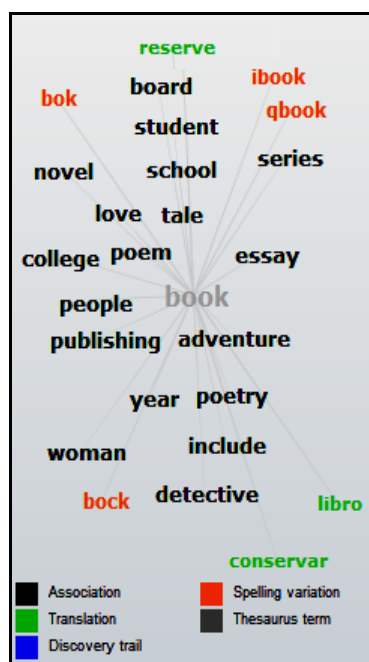 reserve
board
ibook
bok
qbook
student
series
novel
school
love
tale
college
poem
essay
book
people
publishing
adventure
year
poetry
woman
include
bock
detective
libro
conservar
Association
Spelling variation
Translation
Thesaurus term
Discovery trail